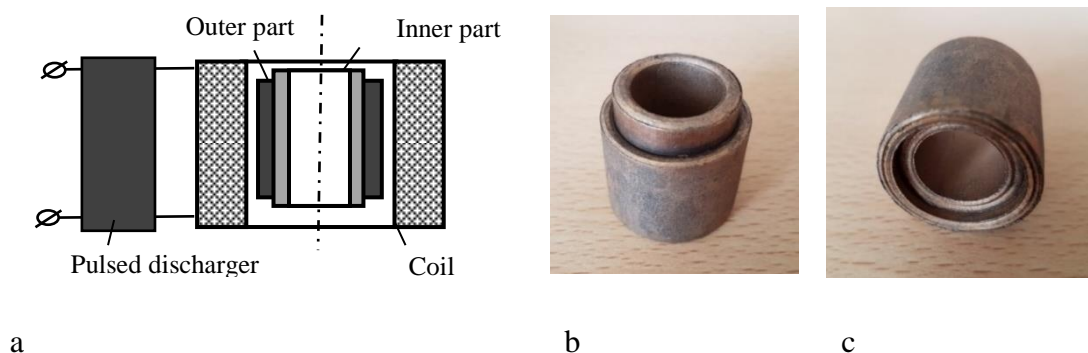 Outer part
Inner part
Pulsed discharger
Coil
a
b
c